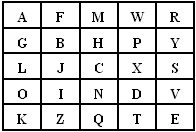 A F M W R
G B H P Y
L J C X S
O I N D V
K Z Q T E